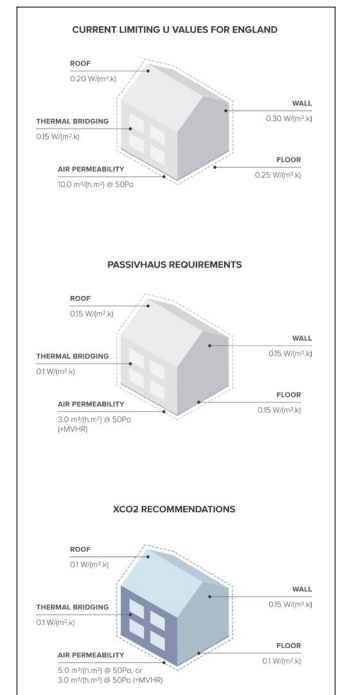 CURRENT LIMITING U VALUES FOR ENGLAND
ROOF
0.20 W/(m².k)
WALL
0.30 W/(m².k)
THERMAL BRIDGING
0.15 W/(m².k)
FLOOR
0.25 W/(m².k)
AIR PERMEABILITY
10.0 m³/(h.m²) @ 50Pa
PASSIVHAUS REQUIREMENTS
ROOF
0.15 W/(m².k)
WALL
0.15 W/(m².k)
THERMAL BRIDGING
0.1 W/(m².k)
FLOOR
0.15 W/(m².k)
AIR PERMEABILITY
3.0 m³/(h.m²) @ 50Pa
(+MVHR)
XCO2 RECOMMENDATIONS
ROOF
0.1 W/(m².k)
WALL
0.15 W/(m².k)
THERMAL BRIDGING
0.1 W/(m².k)
FLOOR
0.1 W/(m².k)
AIR PERMEABILITY
5.0 m³/(h.m²) @ 50Pa, or
3.0 m³/(h.m²) @ 50Pa (+MVHR)